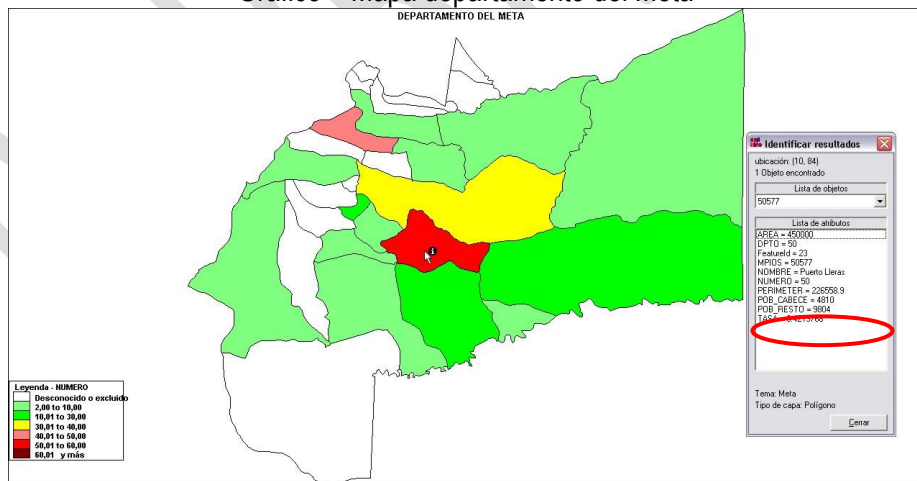 Mapa departamento del Meta
DEPARTAMENTO DEL META
Identificar resultados
ubicación: (10, 84)
1 Objeto encontrado
Lista de objetos
50577
Lista de atributos
AREA = 450000
DPTO = 50
FeatureId = 23
MPIOS = 50577
NOMBRE = Puerto Lleras
NUMERO = 50
PERIMETER = 226558.9
POB_CABECE = 4810
POB_RESTO = 9804
Tema: Meta
Tipo de capa: Polígono
Cerrar
Leyenda - NUMERO
Desconocido o excluido
2,00 to 10,00
10,01 to 30,00
30,01 to 40,00
40,01 to 50,00
50,01 to 60,00
60,01 y más